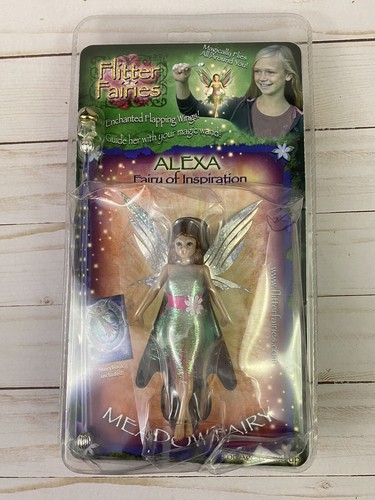 Flitter
Fairies
Magically Flies
All Around You!
Enchanted Flapping Wings!
Guide her with your magic wand.
ALEXA
Fairy of Inspiration
MEADOW FAIRY